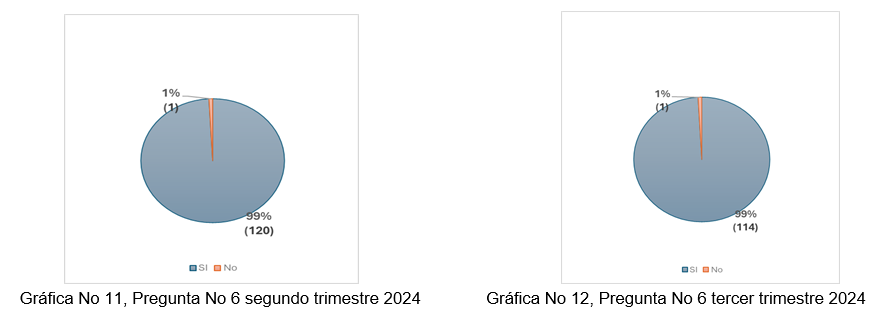 1%
(1)
99%
(120)
SI No
Gráfica No 11, Pregunta No 6 segundo trimestre 2024
1%
(1)
99%
(114)
SI No
Gráfica No 12, Pregunta No 6 tercer trimestre 2024